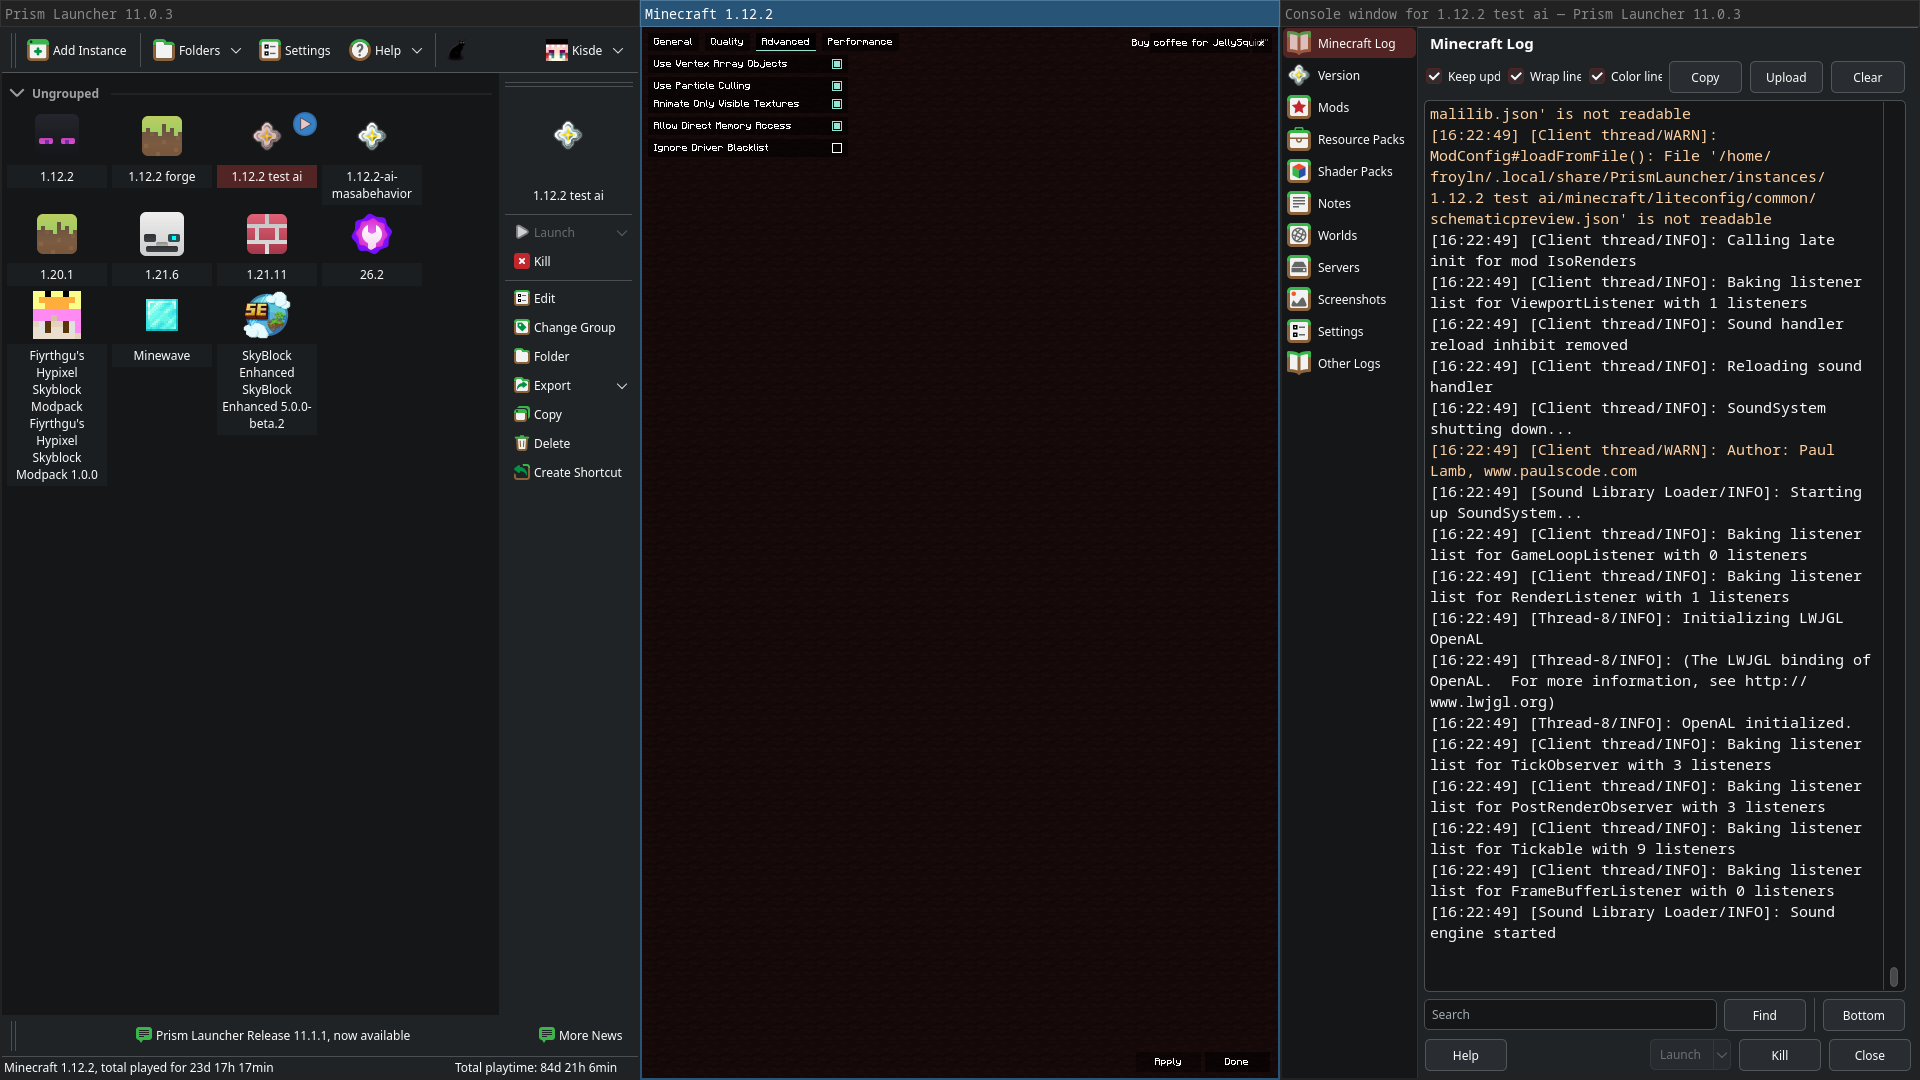 Prism Launcher 11.0.3
Add Instance
Folders
Settings
Help
Kisde
Ungrouped
1.12.2
1.12.2 forge
1.12.2 test ai
1.12.2-ai-
masabehavior
1.20.1
1.21.6
1.21.11
26.2
Fiyrthgu's
Hypixel
Skyblock
Modpack
Fiyrthgu's
Hypixel
Skyblock
Modpack 1.0.0
Minewave
SkyBlock
Enhanced
SkyBlock
Enhanced 5.0.0-
beta.2
1.12.2 test ai
Launch
Kill
Edit
Change Group
Folder
Export
Copy
Delete
Create Shortcut
Prism Launcher Release 11.1.1, now available
More News
Minecraft 1.12.2, total played for 23d 17h 17min
Total playtime: 84d 21h 6min
Minecraft 1.12.2
General
Quality
Advanced
Performance
Buy coffee for
Use Vertex Array Objects
Use Particle Culling
Animate Only Visible Textures
Allow Direct Memory Access
Ignore Driver Blacklist
Apply
Done
Console window for 1.12.2 test ai — Prism Launcher 11.0.3
Minecraft Log
Version
Mods
Resource Packs
Shader Packs
Notes
Worlds
Servers
Screenshots
Settings
Other Logs
Minecraft Log
Keep upd
Wrap line
Color line
Copy
Upload
Clear
malilib.json' is not readable
[16:22:49] [Client thread/WARN]:
ModConfig#loadFromFile(): File '/home/
froyln/.local/share/PrismLauncher/instances/
1.12.2 test ai/minecraft/liteconfig/common/
schematicpreview.json' is not readable
[16:22:49] [Client thread/INFO]: Calling late
init for mod IsoRenders
[16:22:49] [Client thread/INFO]: Baking listener
list for ViewportListener with 1 listeners
[16:22:49] [Client thread/INFO]: Sound handler
reload inhibit removed
[16:22:49] [Client thread/INFO]: Reloading sound
handler
[16:22:49] [Client thread/INFO]: SoundSystem
shutting down...
[16:22:49] [Client thread/WARN]: Author: Paul
Lamb, www.paulscode.com
[16:22:49] [Sound Library Loader/INFO]: Starting
up SoundSystem...
[16:22:49] [Client thread/INFO]: Baking listener
list for GameLoopListener with 0 listeners
[16:22:49] [Client thread/INFO]: Baking listener
list for RenderListener with 1 listeners
[16:22:49] [Thread-8/INFO]: Initializing LWJGL
OpenAL
[16:22:49] [Thread-8/INFO]: (The LWJGL binding of
OpenAL.  For more information, see http://
www.lwjgl.org)
[16:22:49] [Thread-8/INFO]: OpenAL initialized.
[16:22:49] [Client thread/INFO]: Baking listener
list for TickObserver with 3 listeners
[16:22:49] [Client thread/INFO]: Baking listener
list for PostRenderObserver with 3 listeners
[16:22:49] [Client thread/INFO]: Baking listener
list for Tickable with 9 listeners
[16:22:49] [Client thread/INFO]: Baking listener
list for FrameBufferListener with 0 listeners
[16:22:49] [Sound Library Loader/INFO]: Sound
engine started
Search
Find
Bottom
Help
Launch
Kill
Close